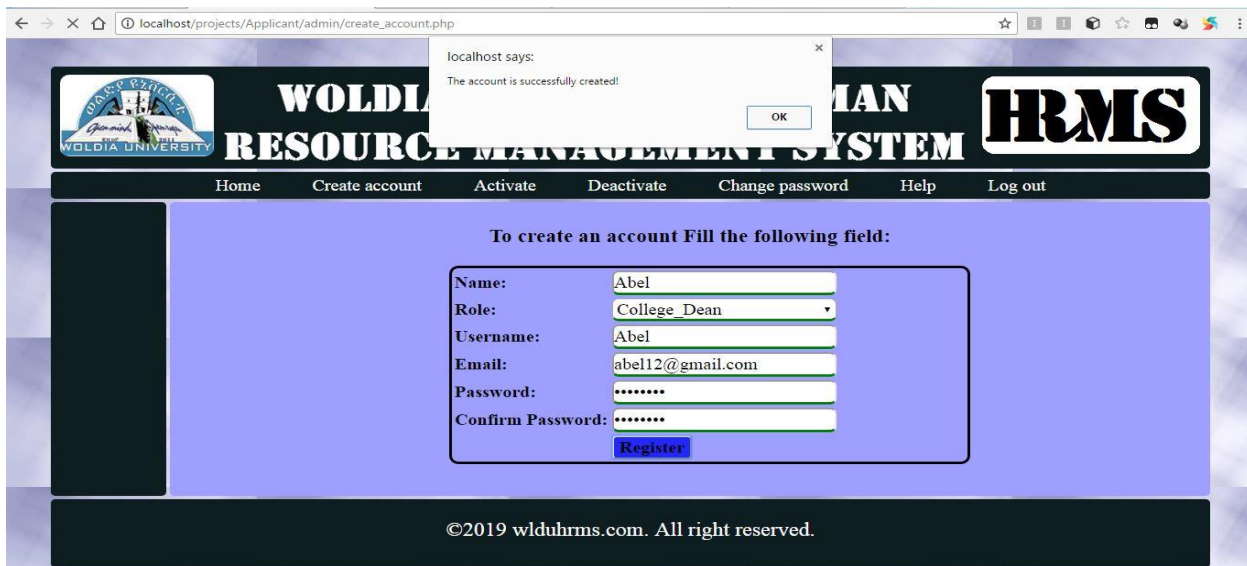 localhost/projects/Applicant/admin/create_account.php
localhost says:
The account is successfully created!
OK
WOLDIA UNIVERSITY
HRMS
RESOURCE MANAGEMENT SYSTEM
Home Create account Activate Deactivate Change password Help Log out
To create an account Fill the following field:
Name: Abel
Role: College_Dean
Username: Abel
Email: abel12@gmail.com
Password: ••••••••
Confirm Password: ••••••••
Register
©2019 wlduhrms.com. All right reserved.